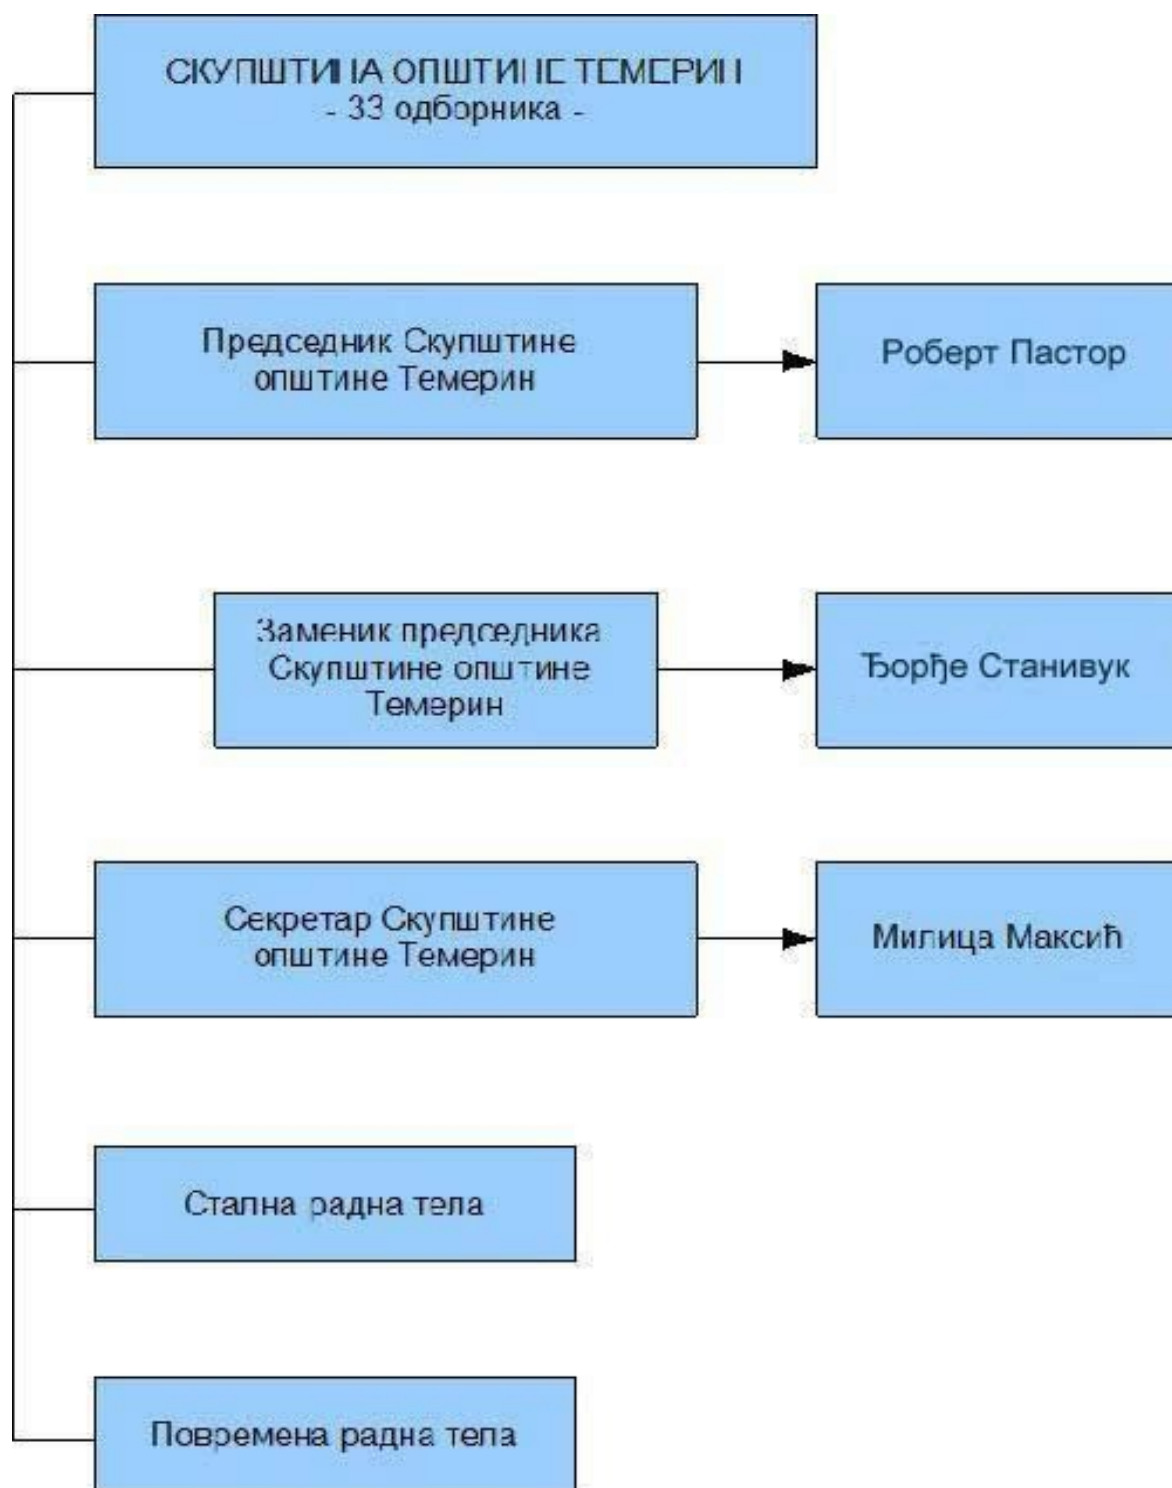 СКУПШТИНА ОПШТИНЕ ТЕМЕРИН
- 33 одборника -
Председник Скупштине
општине Темерин
Роберт Пастор
Заменик председника
Скупштине општине
Темерин
Ђорђе Станивук
Секретар Скупштине
општине Темерин
Милица Максић
Стална радна тела
Повремена радна тела